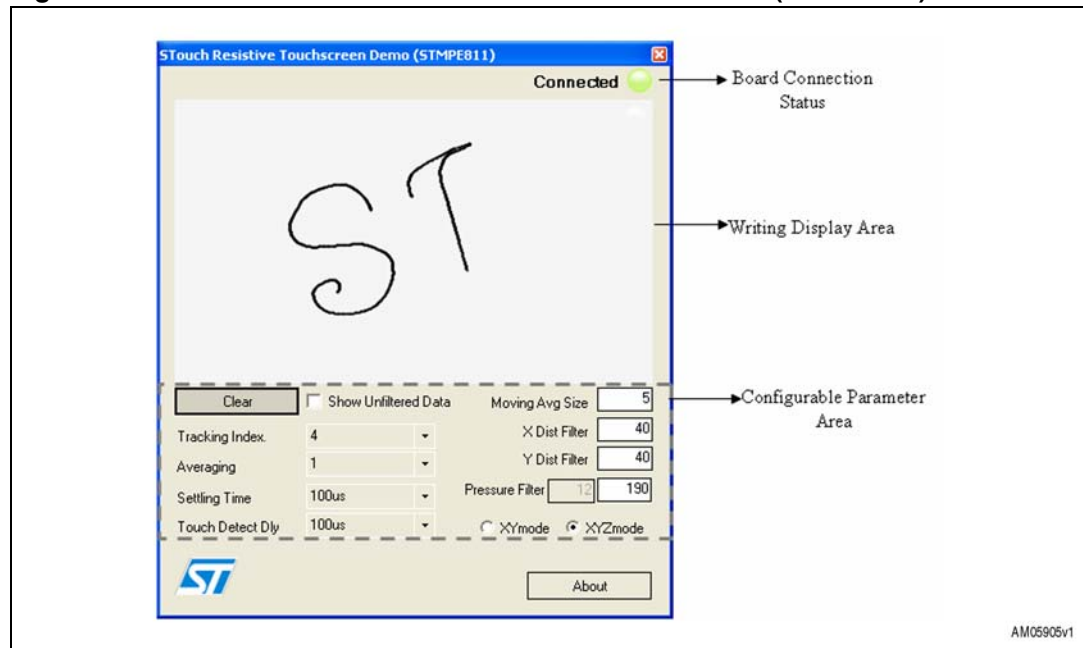 STouch Resistive Touchscreen Demo (STMPE811)
Connected
Board Connection
Status
ST
Writing Display Area
Clear
Show Unfiltered Data
Moving Avg Size 5
Configurable Parameter
Area
Tracking Index. 4
X Dist Filter 40
Averaging 1
Y Dist Filter 40
Settling Time 100us
Pressure Filter 12 190
Touch Detect Dly 100us
XYmode XYZmode
ST
About
AM05905v1